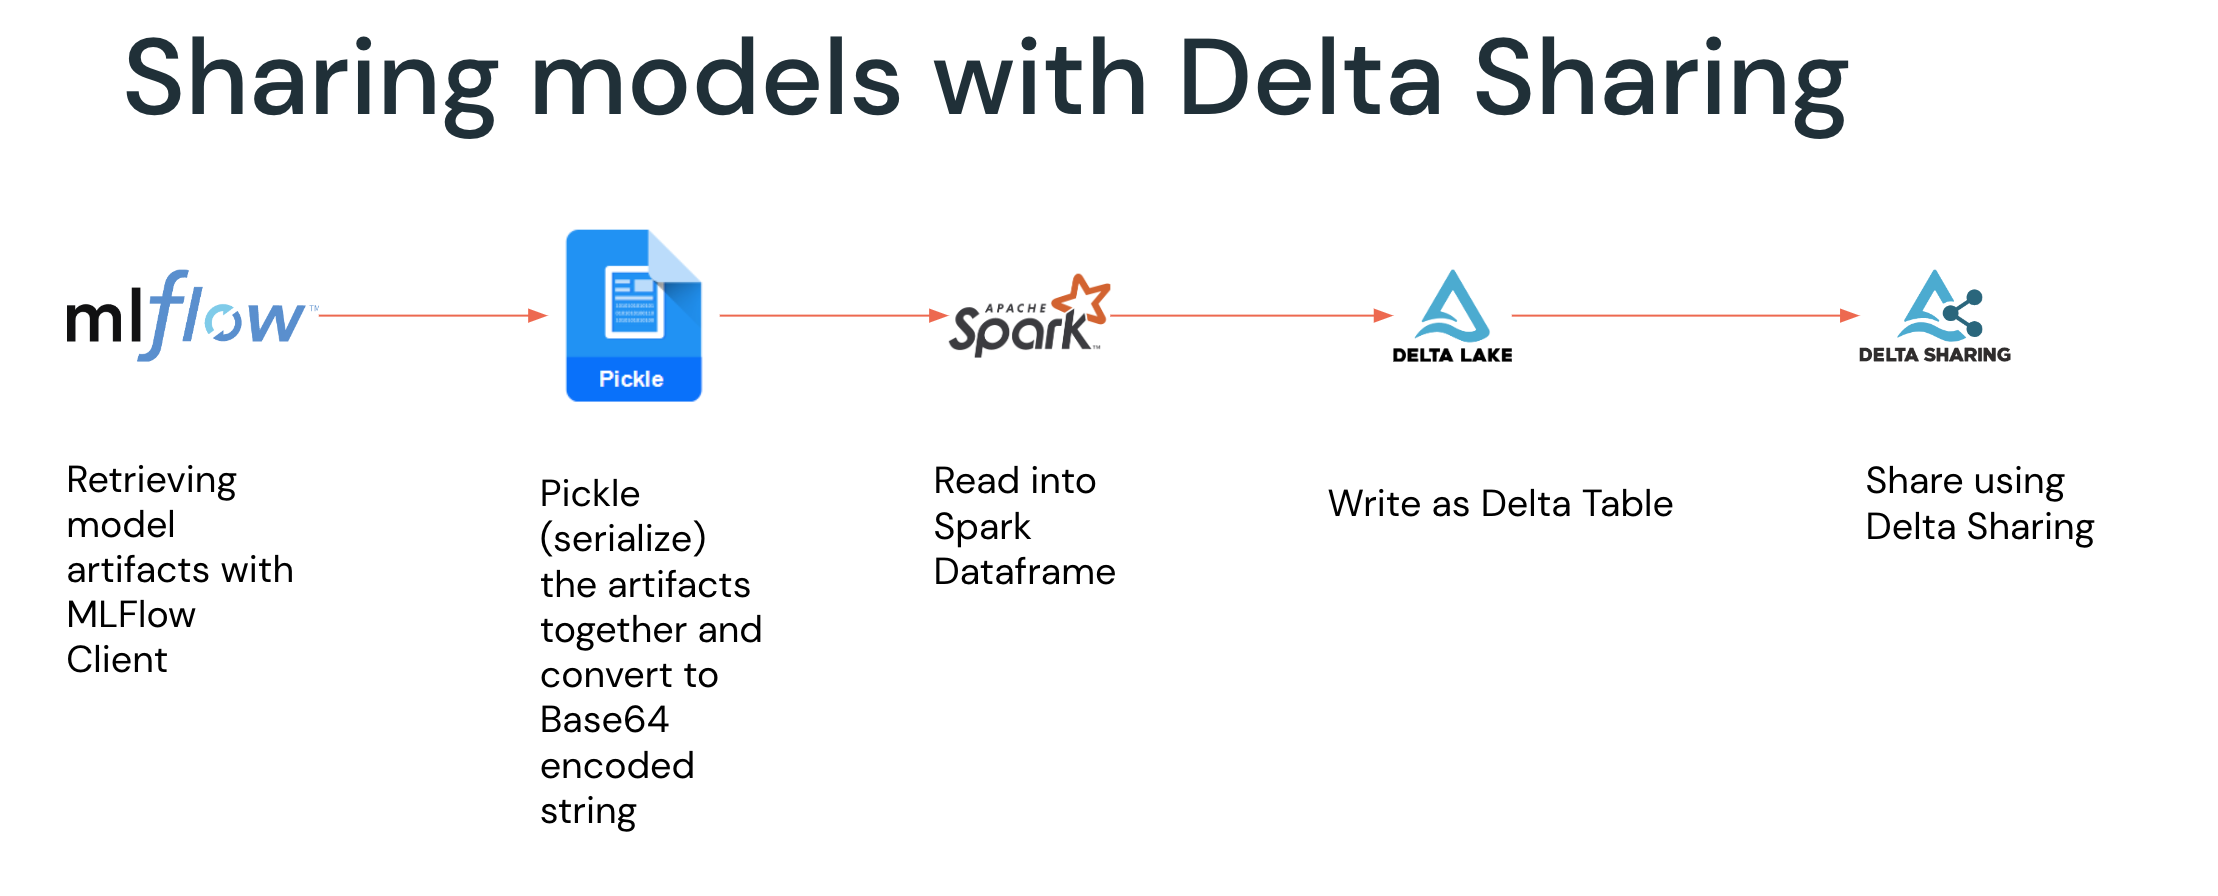 Sharing models with Delta Sharing
mlflow™
Pickle
APACHE
Spark™
DELTA LAKE
DELTA SHARING
Retrieving
model
artifacts with
MLFlow
Client
Pickle
(serialize)
the artifacts
together and
convert to
Base64
encoded
string
Read into
Spark
Dataframe
Write as Delta Table
Share using
Delta Sharing